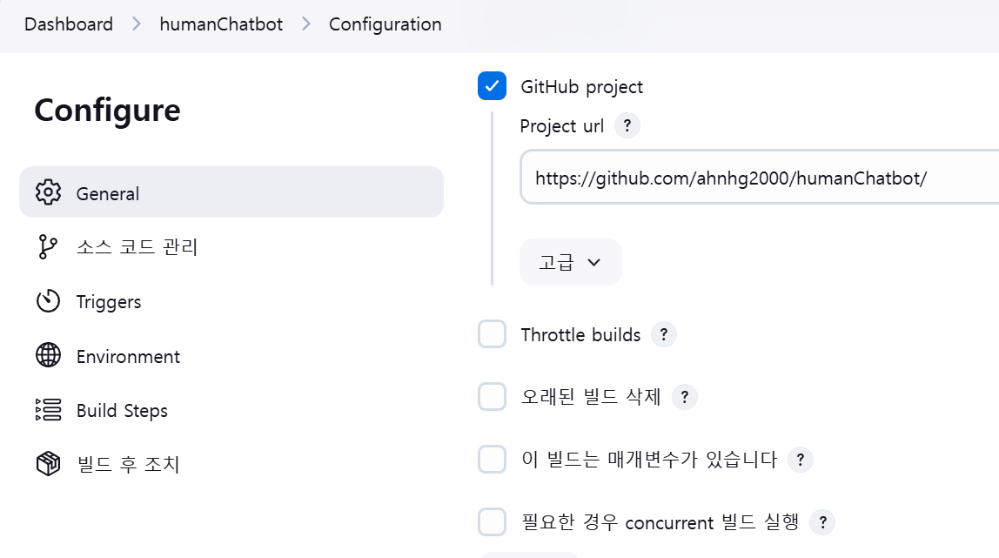 Dashboard > humanChatbot > Configuration
Configure
General
소스 코드 관리
Triggers
Environment
Build Steps
빌드 후 조치
GitHub project
Project url ?
https://github.com/ahnhg2000/humanChatbot/
고급
Throttle builds ?
오래된 빌드 삭제 ?
이 빌드는 매개변수가 있습니다 ?
필요한 경우 concurrent 빌드 실행 ?